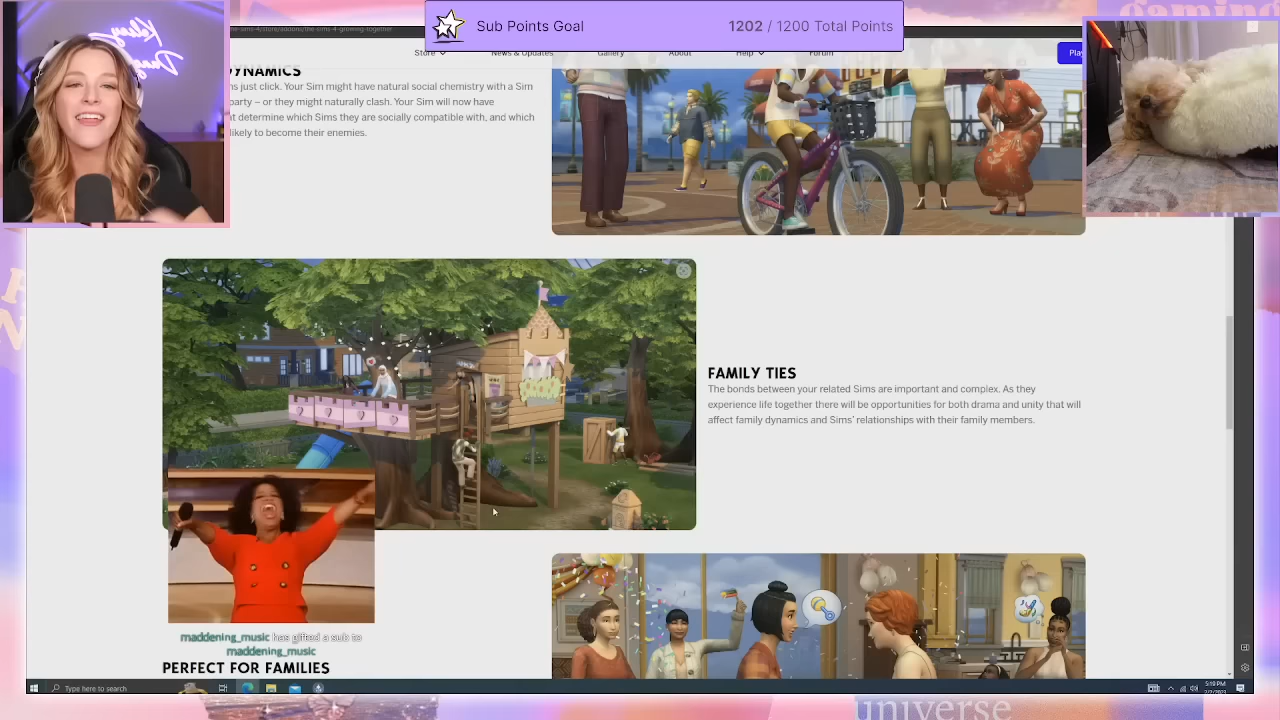 Sub Points Goal 1202 / 1200 Total Points
Store News & Updates Gallery About Help Forum Play
DYNAMICS
ns just click. Your Sim might have natural social chemistry with a Sim
party – or they might naturally clash. Your Sim will now have
at determine which Sims they are socially compatible with, and which
likely to become their enemies.
FAMILY TIES
The bonds between your related Sims are important and complex. As they
experience life together there will be opportunities for both drama and unity that will
affect family dynamics and Sims' relationships with their family members.
maddening_music has gifted a sub to
maddening_music
PERFECT FOR FAMILIES
Type here to search
5:19 PM
universe